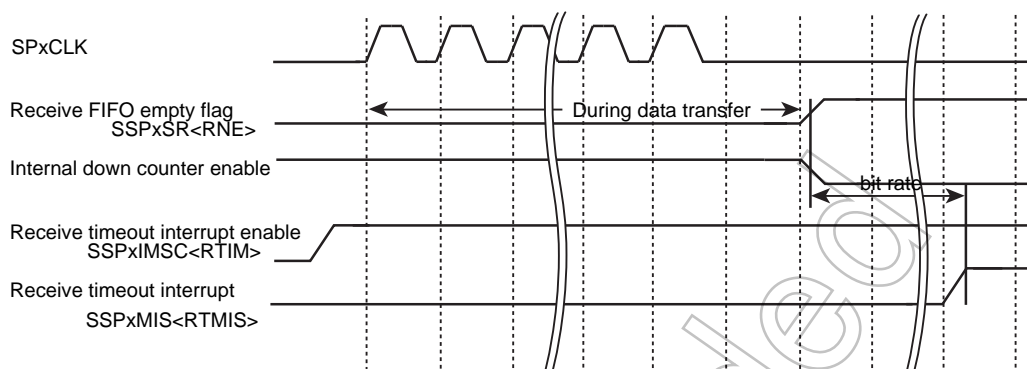 SPxCLK
Receive FIFO empty flag
SSPxSR<RNE>
During data transfer
Internal down counter enable
bit rate
Receive timeout interrupt enable
SSPxIMSC<RTIM>
Receive timeout interrupt
SSPxMIS<RTMIS>